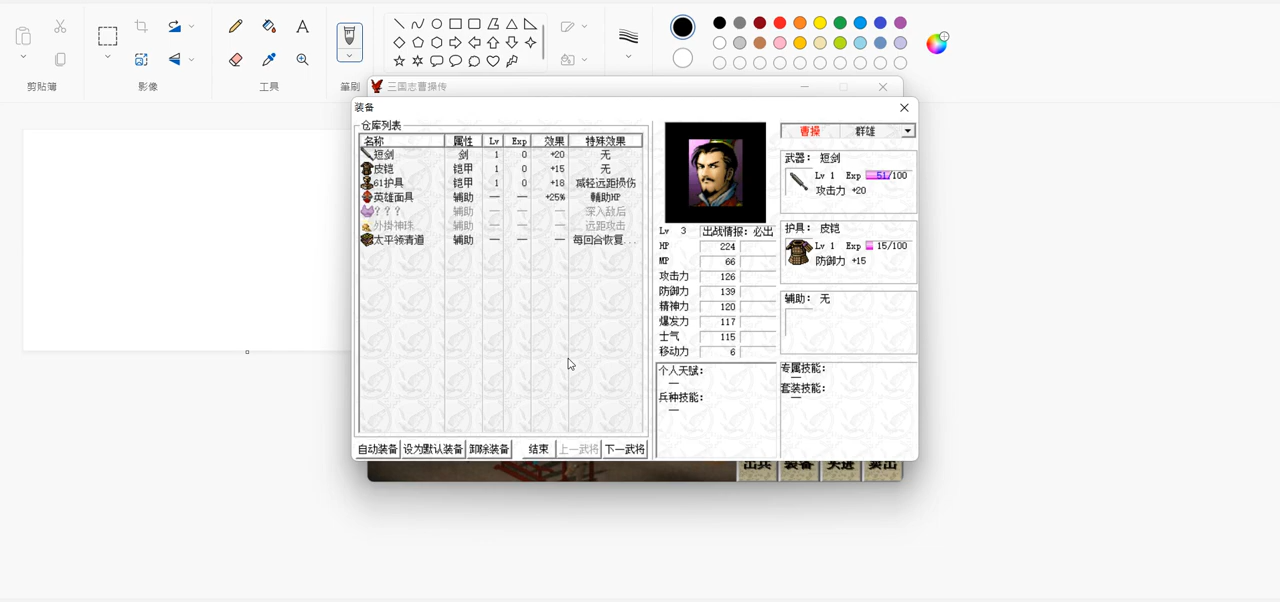 剪贴簿
影像
工具
笔刷
三国志曹操传
装备
仓库列表
名称 属性 Lv Exp 效果 特殊效果
短剑 剑 1 0 +20 无
皮铠 铠甲 1 0 +15 无
61护具 铠甲 1 0 +18 减轻远距损伤
英雄面具 辅助 — — +25% 輔助HP
??? 辅助 — — — 深入敌后
外掛神珠 辅助 — — — 远距攻击
太平领青道 辅助 — — — 每回合恢复...
自动装备 设为默认装备 卸除装备 结束 上一武将 下一武将
Lv 3 出战情报: 必出
HP 224
MP 66
攻击力 126
防御力 139
精神力 120
爆发力 117
士气 115
移动力 6
个人天赋:
—
兵种技能:
—
曹操 群雄
武器: 短剑
Lv 1 Exp 51/100
攻击力 +20
护具: 皮铠
Lv 1 Exp 15/100
防御力 +15
辅助: 无
专属技能:
—
套装技能:
—
出兵 装备 买进 卖出